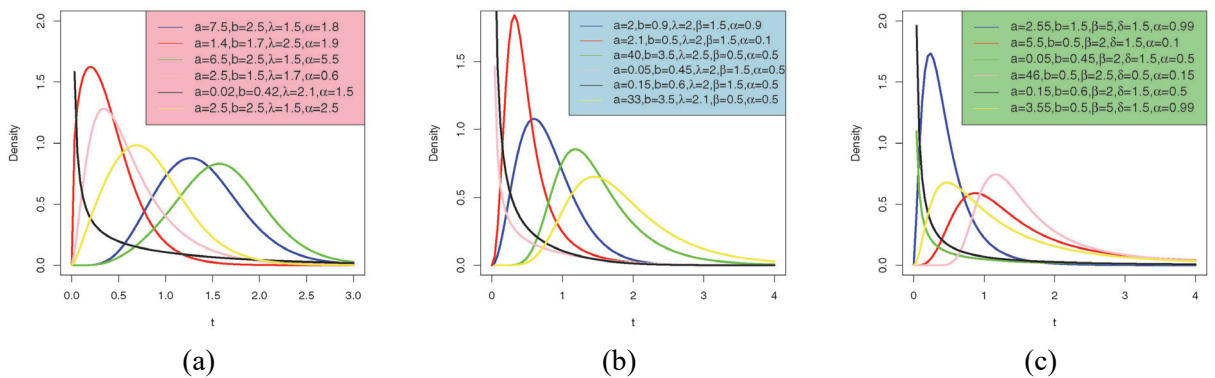 a=7.5,b=2.5,λ=1.5,α=1.8
a=1.4,b=1.7,λ=2.5,α=1.9
a=6.5,b=2.5,λ=1.5,α=5.5
a=2.5,b=1.5,λ=1.7,α=0.6
a=0.02,b=0.42,λ=2.1,α=1.5
a=2.5,b=2.5,λ=1.5,α=2.5
Density
0.0
0.5
1.0
1.5
2.0
0.0 0.5 1.0 1.5 2.0 2.5 3.0
t
(a)
a=2,b=0.9,λ=2,β=1.5,α=0.9
a=2.1,b=0.5,λ=2,β=1.5,α=0.1
a=40,b=3.5,λ=2.5,β=0.5,α=0.5
a=0.05,b=0.45,λ=2,β=1.5,α=0.5
a=0.15,b=0.6,λ=2,β=1.5,α=0.5
a=33,b=3.5,λ=2.1,β=0.5,α=0.5
Density
0.0
0.5
1.0
1.5
0 1 2 3 4
t
(b)
a=2.55,b=1.5,β=5,δ=1.5,α=0.99
a=5.5,b=0.5,β=2,δ=1.5,α=0.1
a=0.05,b=0.45,β=2,δ=1.5,α=0.5
a=46,b=0.5,β=2.5,δ=0.5,α=0.15
a=0.15,b=0.6,β=2,δ=1.5,α=0.5
a=3.55,b=0.5,β=5,δ=1.5,α=0.99
Density
0.0
0.5
1.0
1.5
2.0
0 1 2 3 4
t
(c)